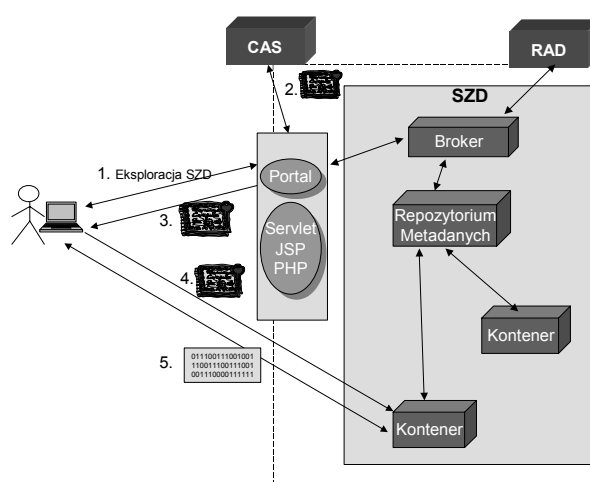 CAS
RAD
2.
SZD
Broker
1. Eksploracja SZD
Portal
3.
Servlet
JSP
PHP
Repozytorium
Metadanych
4.
Kontener
5.
011100111001001
110011100111001
001110000111111
Kontener